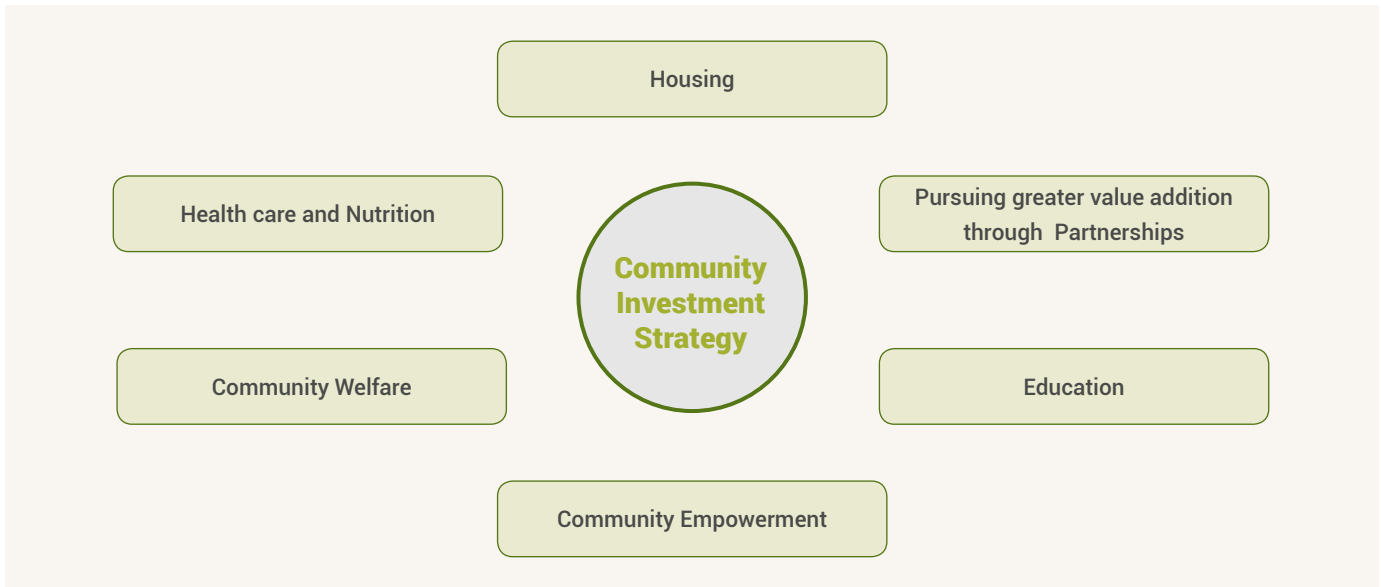 Housing
Health care and Nutrition
Pursuing greater value addition
through Partnerships
Community
Investment
Strategy
Community Welfare
Education
Community Empowerment